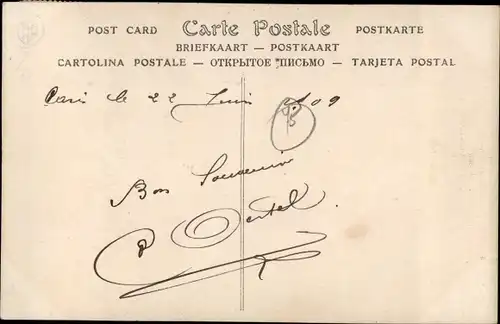 POST CARD Carte Postale POSTKARTE
BRIEFKAART — POSTKAART
CARTOLINA POSTALE — ОТКРЫТОЕ ПИСЬМО — TARJETA POSTAL
Paris le 22 Juin 1909
Bon Souvenir
Oertel